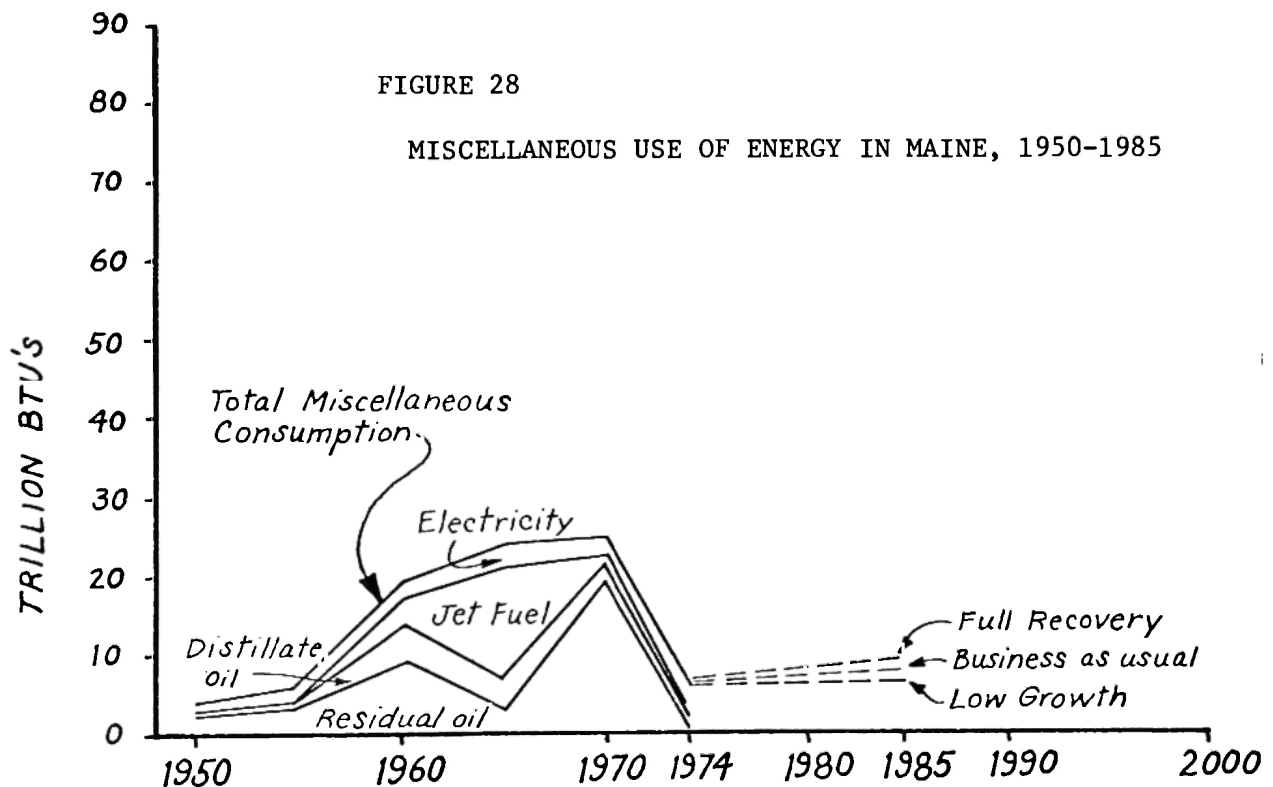 FIGURE 28
MISCELLANEOUS USE OF ENERGY IN MAINE, 1950-1985
TRILLION BTU'S
90
80
70
60
50
40
30
20
10
0
Total Miscellaneous
Consumption
Electricity
Jet Fuel
Distillate
oil
Residual oil
Full Recovery
Business as usual
Low Growth
1950 1960 1970 1974 1980 1985 1990 2000